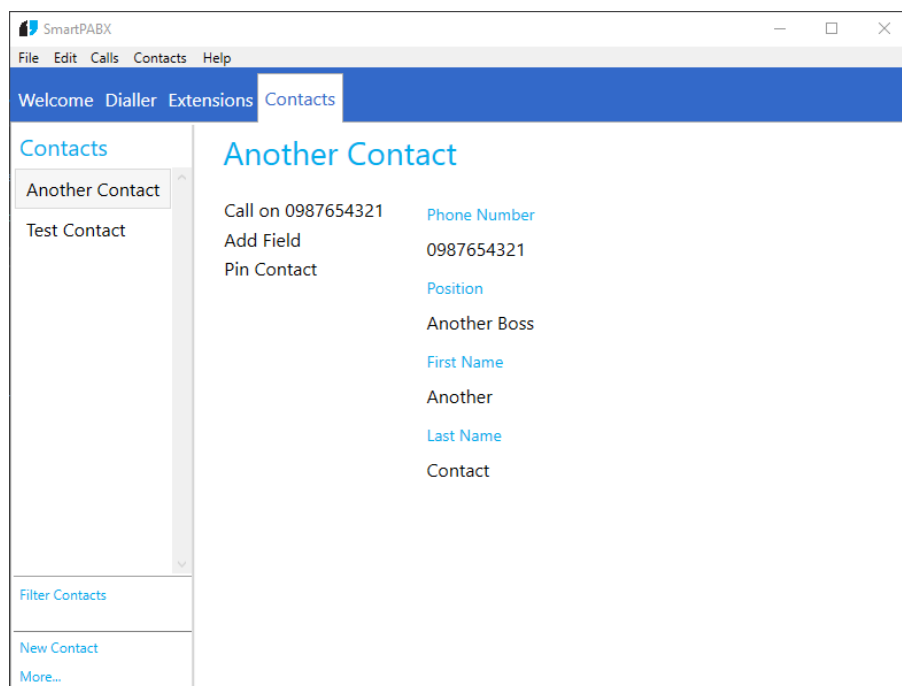 SmartPABX
File Edit Calls Contacts Help
Welcome Dialler Extensions Contacts
Contacts
Another Contact
Test Contact
Filter Contacts
New Contact
More...
Another Contact
Call on 0987654321
Add Field
Pin Contact
Phone Number
0987654321
Position
Another Boss
First Name
Another
Last Name
Contact